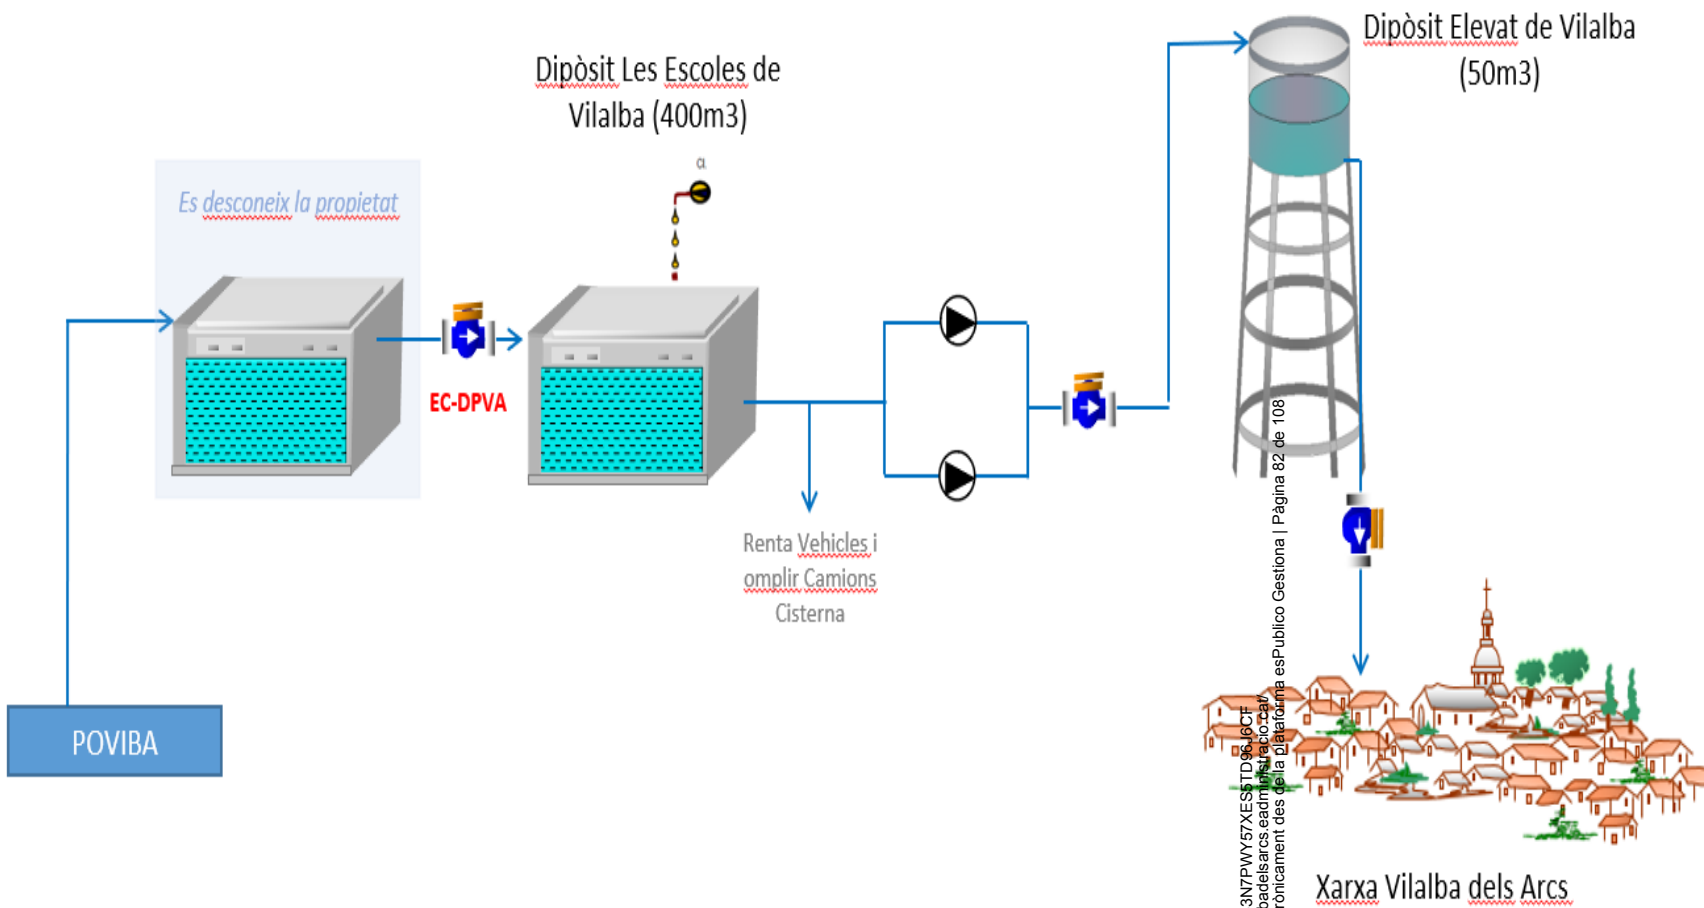 Dipòsit Elevat de Vilalba
(50m3)
Dipòsit Les Escoles de
Vilalba (400m3)
α
Es desconeix la propietat
EC-DPVA
Renta Vehicles i
omplir Camions
Cisterna
POVIBA
3N7PWY57XES5TD96J6CF
badelsarcs.eadministracio.cat/
rònicament des de la plataforma esPublico Gestiona | Pàgina 82 de 108
Xarxa Vilalba dels Arcs